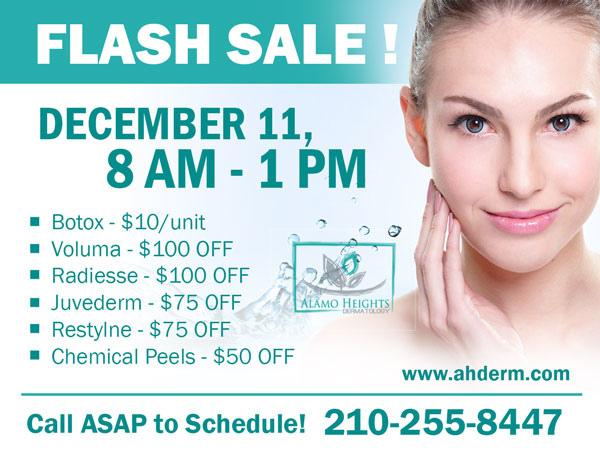 FLASH SALE !
DECEMBER 11,
8 AM - 1 PM
Botox - $10/unit
Voluma - $100 OFF
Radiesse - $100 OFF
Juvederm - $75 OFF
Restylne - $75 OFF
Chemical Peels - $50 OFF
ALAMO HEIGHTS
DERMATOLOGY
www.ahderm.com
Call ASAP to Schedule! 210-255-8447